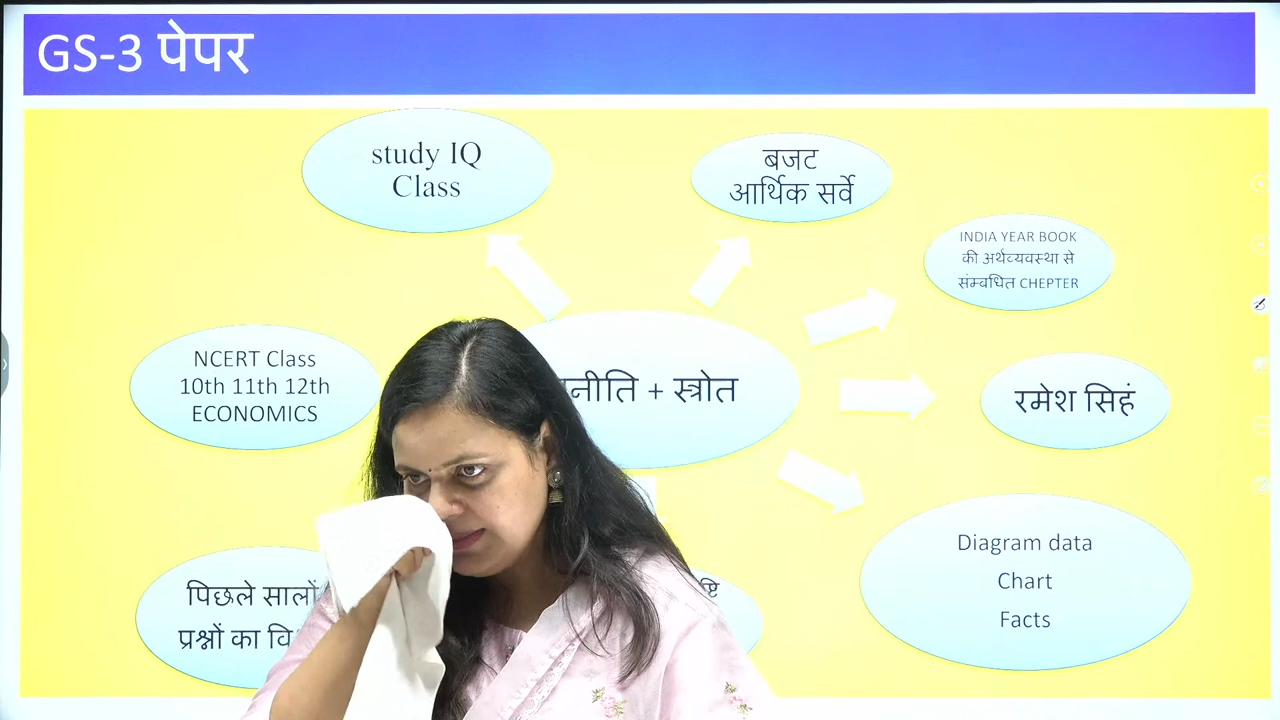 GS-3 पेपर
study IQ
Class
बजट
आर्थिक सर्वे
INDIA YEAR BOOK
की अर्थव्यवस्था से
संम्बधित CHEPTER
NCERT Class
10th 11th 12th
ECONOMICS
+ स्त्रोत
रमेश सिहं
Diagram data
Chart
Facts
पिछले सालों
प्रश्नों का